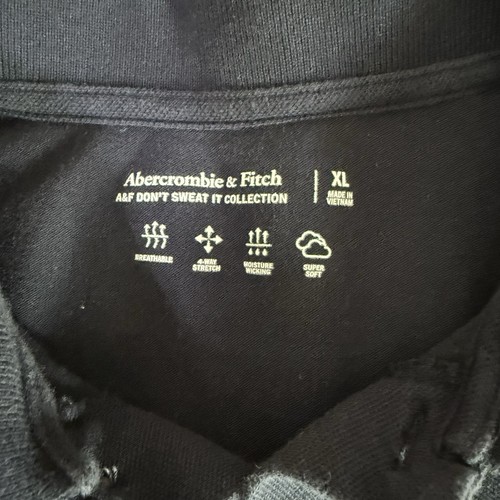 Abercrombie & Fitch
A&F DON'T SWEAT IT COLLECTION
XL
MADE IN
VIETNAM
BREATHABLE
4-WAY
STRETCH
MOISTURE
WICKING
SUPER
SOFT